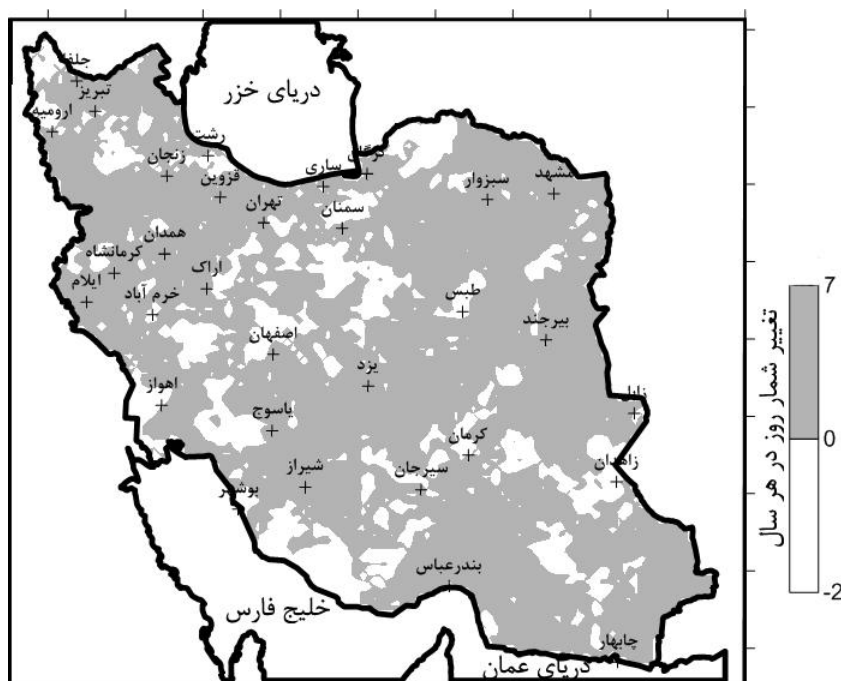 دریای خزر
جلفا
تبریز
ارومیه
رشت
زنجان
قزوین
ساری
گرگان
تهران
سمنان
سبزوار
مشهد
همدان
کرمانشاه
ایلام
خرم آباد
اراک
طبس
بیرجند
اصفهان
یزد
اهواز
یاسوج
زابل
کرمان
زاهدان
سیرجان
شیراز
بوشهر
بندرعباس
خلیج فارس
چابهار
دریای عمان
7
0
-2
تغییر شمار روز در هر سال